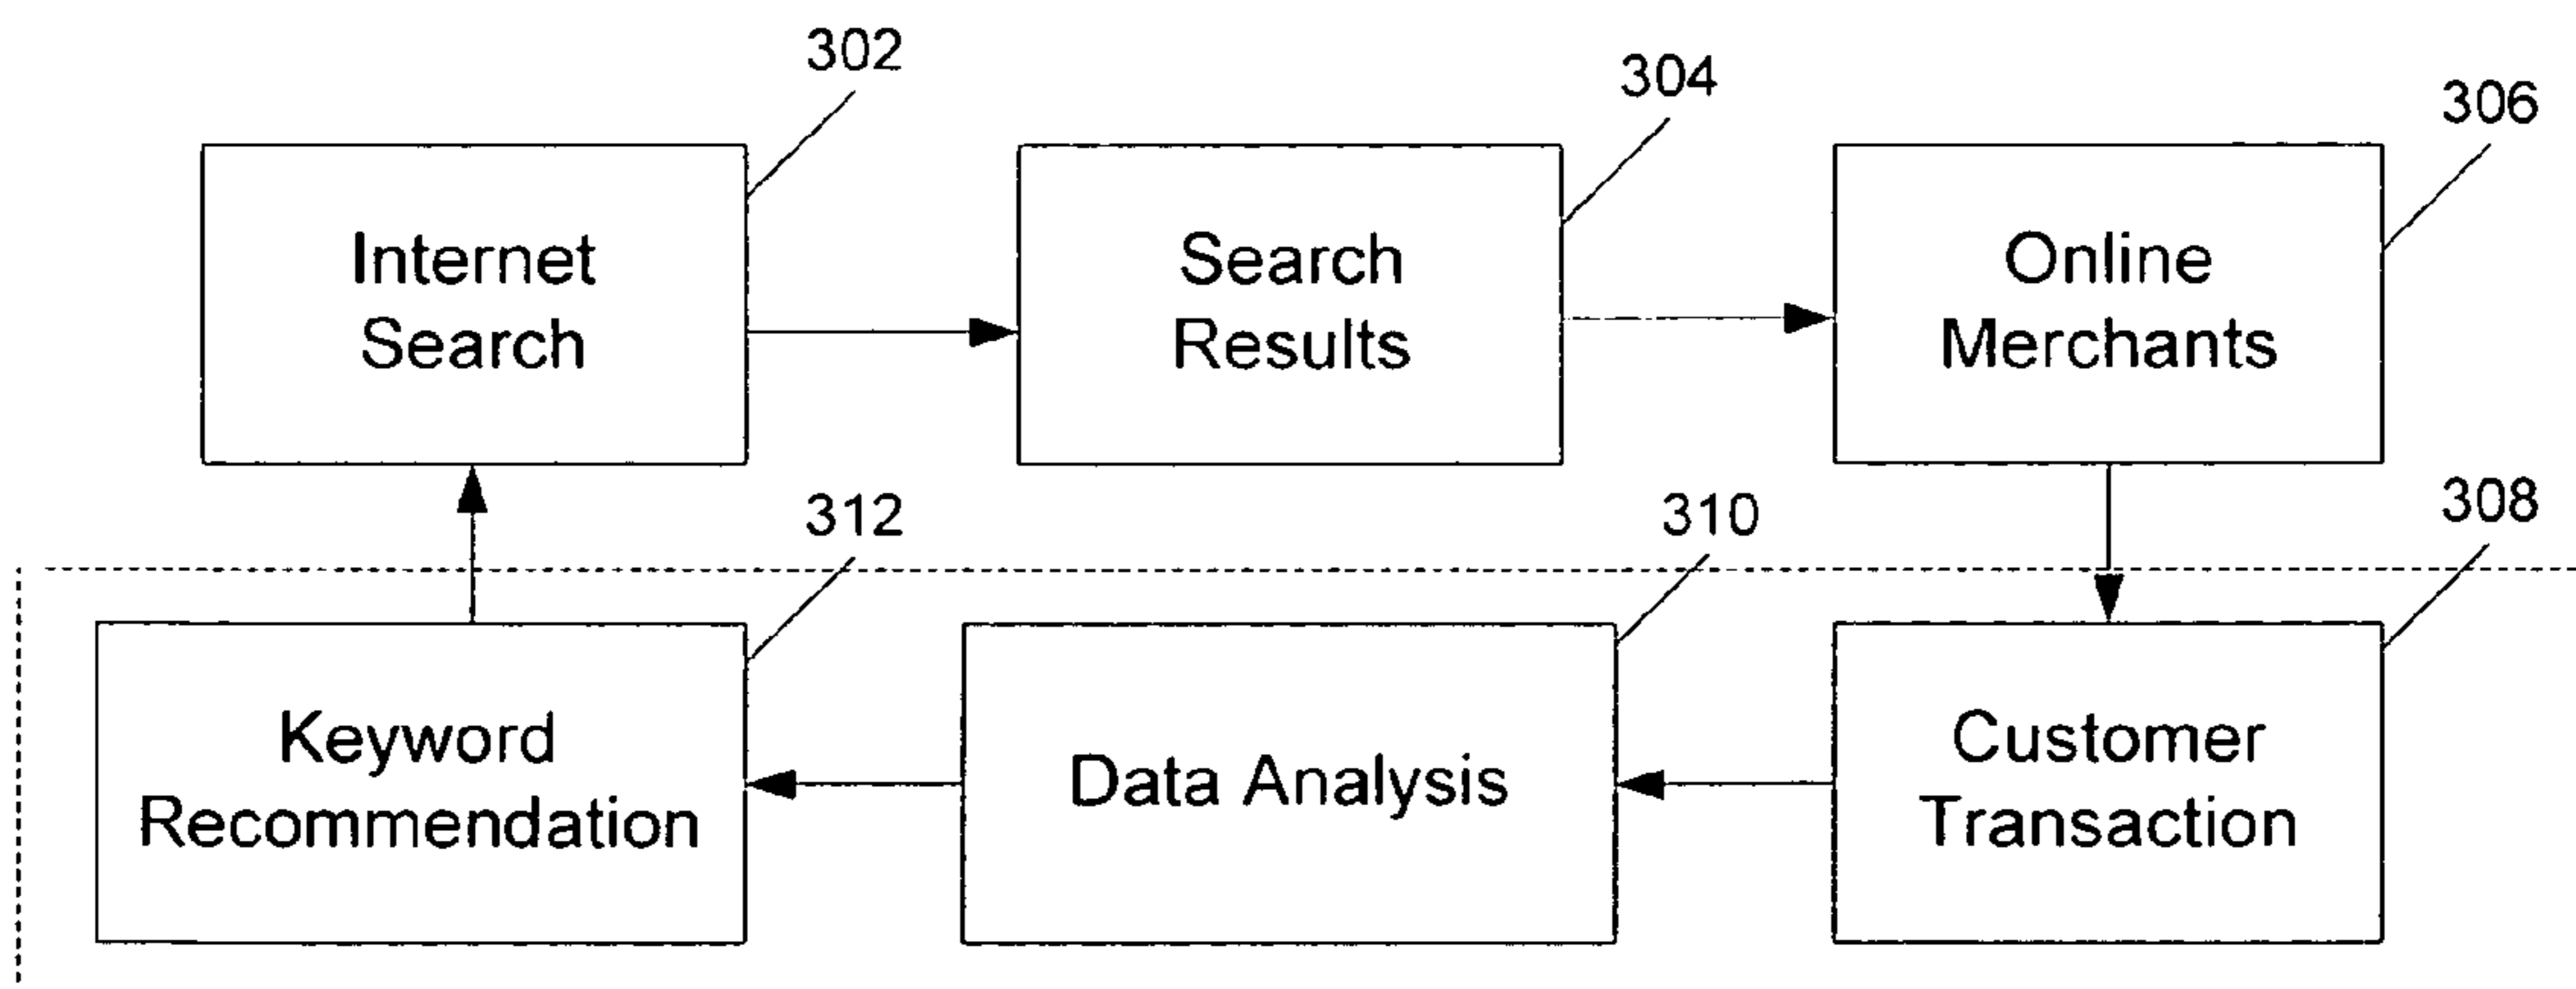 302
304
306
Internet
Search
Search
Results
Online
Merchants
312
310
308
Keyword
Recommendation
Data Analysis
Customer
Transaction